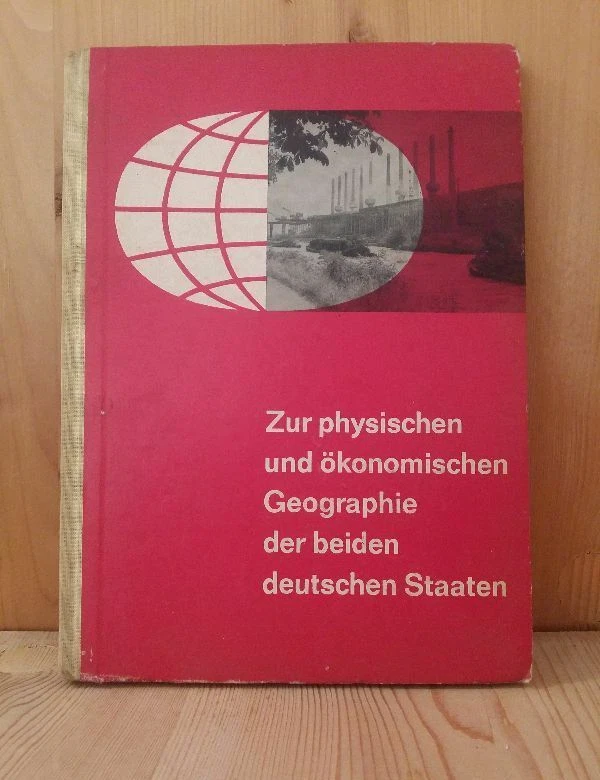 Zur physischen
und ökonomischen
Geographie
der beiden
deutschen Staaten